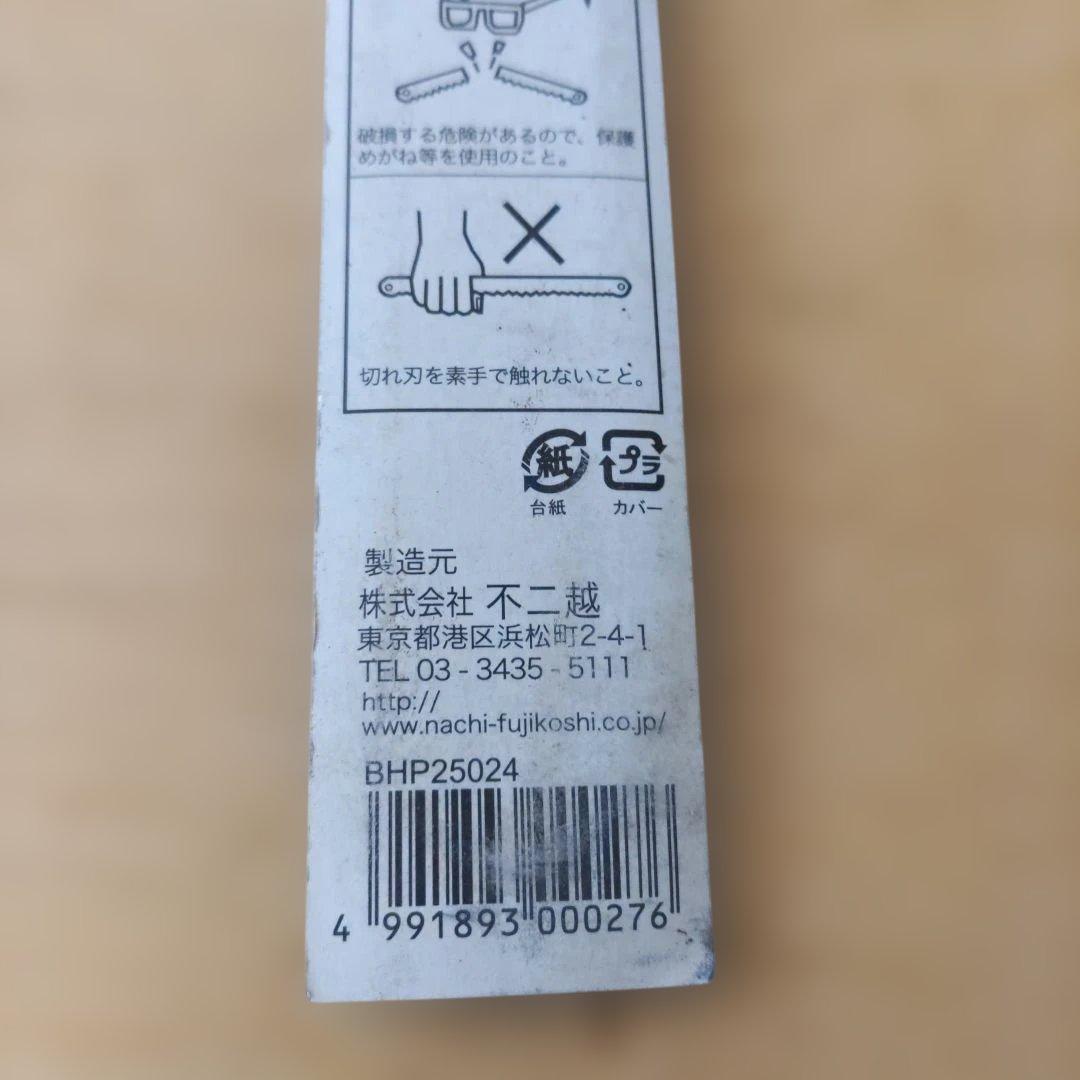 破損する危険があるので、保護
めがね等を使用のこと。
切れ刃を素手で触れないこと。
紙 プラ
台紙 カバー
製造元
株式会社 不二越
東京都港区浜松町2-4-1
TEL 03-3435-5111
http://
www.nachi-fujikoshi.co.jp/
BHP25024
4 991893 000276